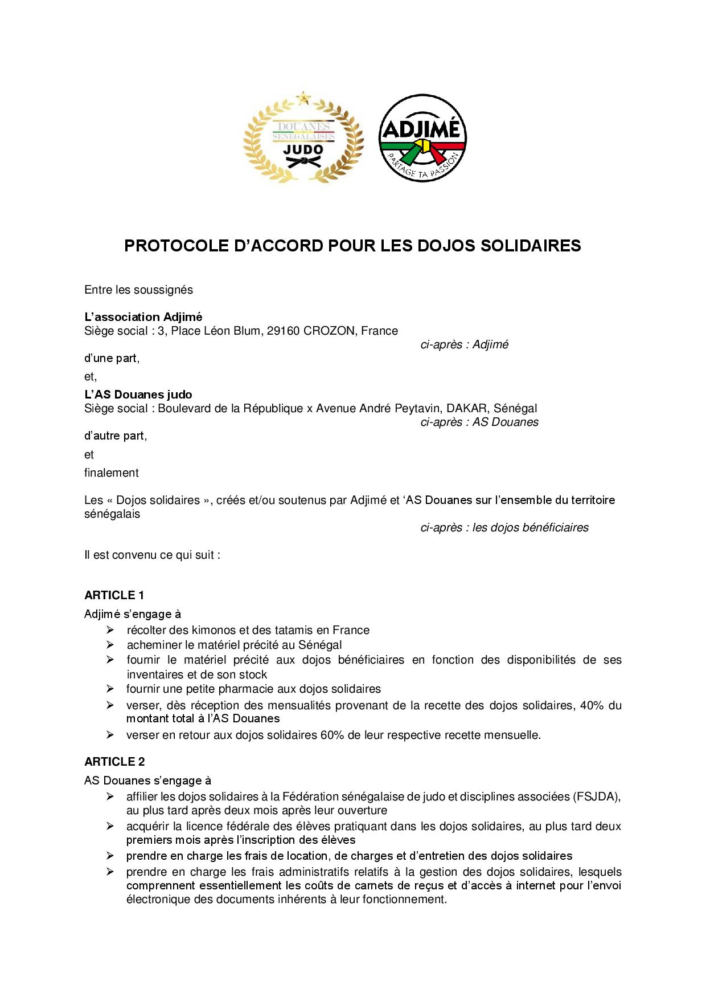 DOUANES
SENEGALAISES
JUDO
ADJIMÉ
PARTAGE TA PASSION
PROTOCOLE D’ACCORD POUR LES DOJOS SOLIDAIRES
Entre les soussignés
L’association Adjimé
Siège social : 3, Place Léon Blum, 29160 CROZON, France
ci-après : Adjimé
d’une part,
et,
L’AS Douanes judo
Siège social : Boulevard de la République x Avenue André Peytavin, DAKAR, Sénégal
ci-après : AS Douanes
d’autre part,
et
finalement
Les « Dojos solidaires », créés et/ou soutenus par Adjimé et ‘AS Douanes sur l’ensemble du territoire
sénégalais
ci-après : les dojos bénéficiaires
Il est convenu ce qui suit :
ARTICLE 1
Adjimé s’engage à
➢ récolter des kimonos et des tatamis en France
➢ acheminer le matériel précité au Sénégal
➢ fournir le matériel précité aux dojos bénéficiaires en fonction des disponibilités de ses
inventaires et de son stock
➢ fournir une petite pharmacie aux dojos solidaires
➢ verser, dès réception des mensualités provenant de la recette des dojos solidaires, 40% du
montant total à l’AS Douanes
➢ verser en retour aux dojos solidaires 60% de leur respective recette mensuelle.
ARTICLE 2
AS Douanes s’engage à
➢ affilier les dojos solidaires à la Fédération sénégalaise de judo et disciplines associées (FSJDA),
au plus tard après deux mois après leur ouverture
➢ acquérir la licence fédérale des élèves pratiquant dans les dojos solidaires, au plus tard deux
premiers mois après l’inscription des élèves
➢ prendre en charge les frais de location, de charges et d’entretien des dojos solidaires
➢ prendre en charge les frais administratifs relatifs à la gestion des dojos solidaires, lesquels
comprennent essentiellement les coûts de carnets de reçus et d’accès à internet pour l’envoi
électronique des documents inhérents à leur fonctionnement.